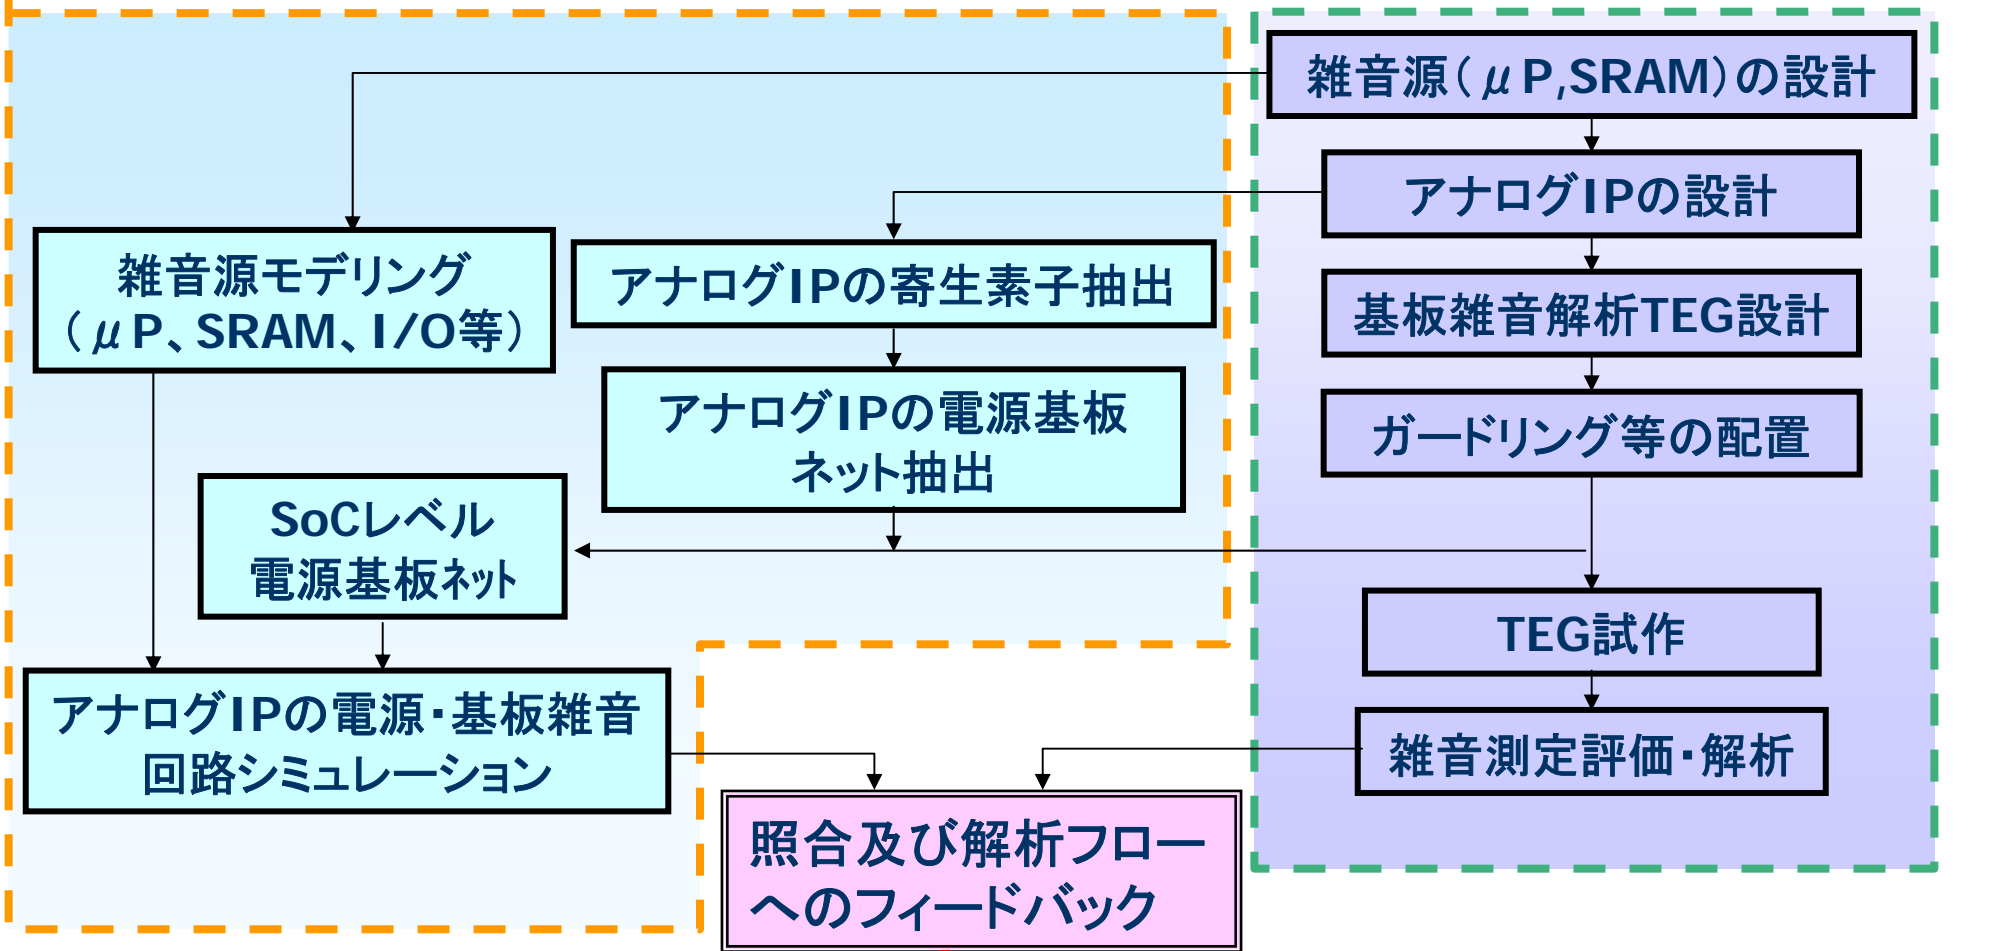 雑音源(μP,SRAM)の設計
アナログIPの設計
基板雑音解析TEG設計
ガードリング等の配置
TEG試作
雑音測定評価・解析
雑音源モデリング
(μP、SRAM、I/O等)
アナログIPの寄生素子抽出
アナログIPの電源基板
ネット抽出
SoCレベル
電源基板ネット
アナログIPの電源・基板雑音
回路シミュレーション
照合及び解析フロー
へのフィードバック